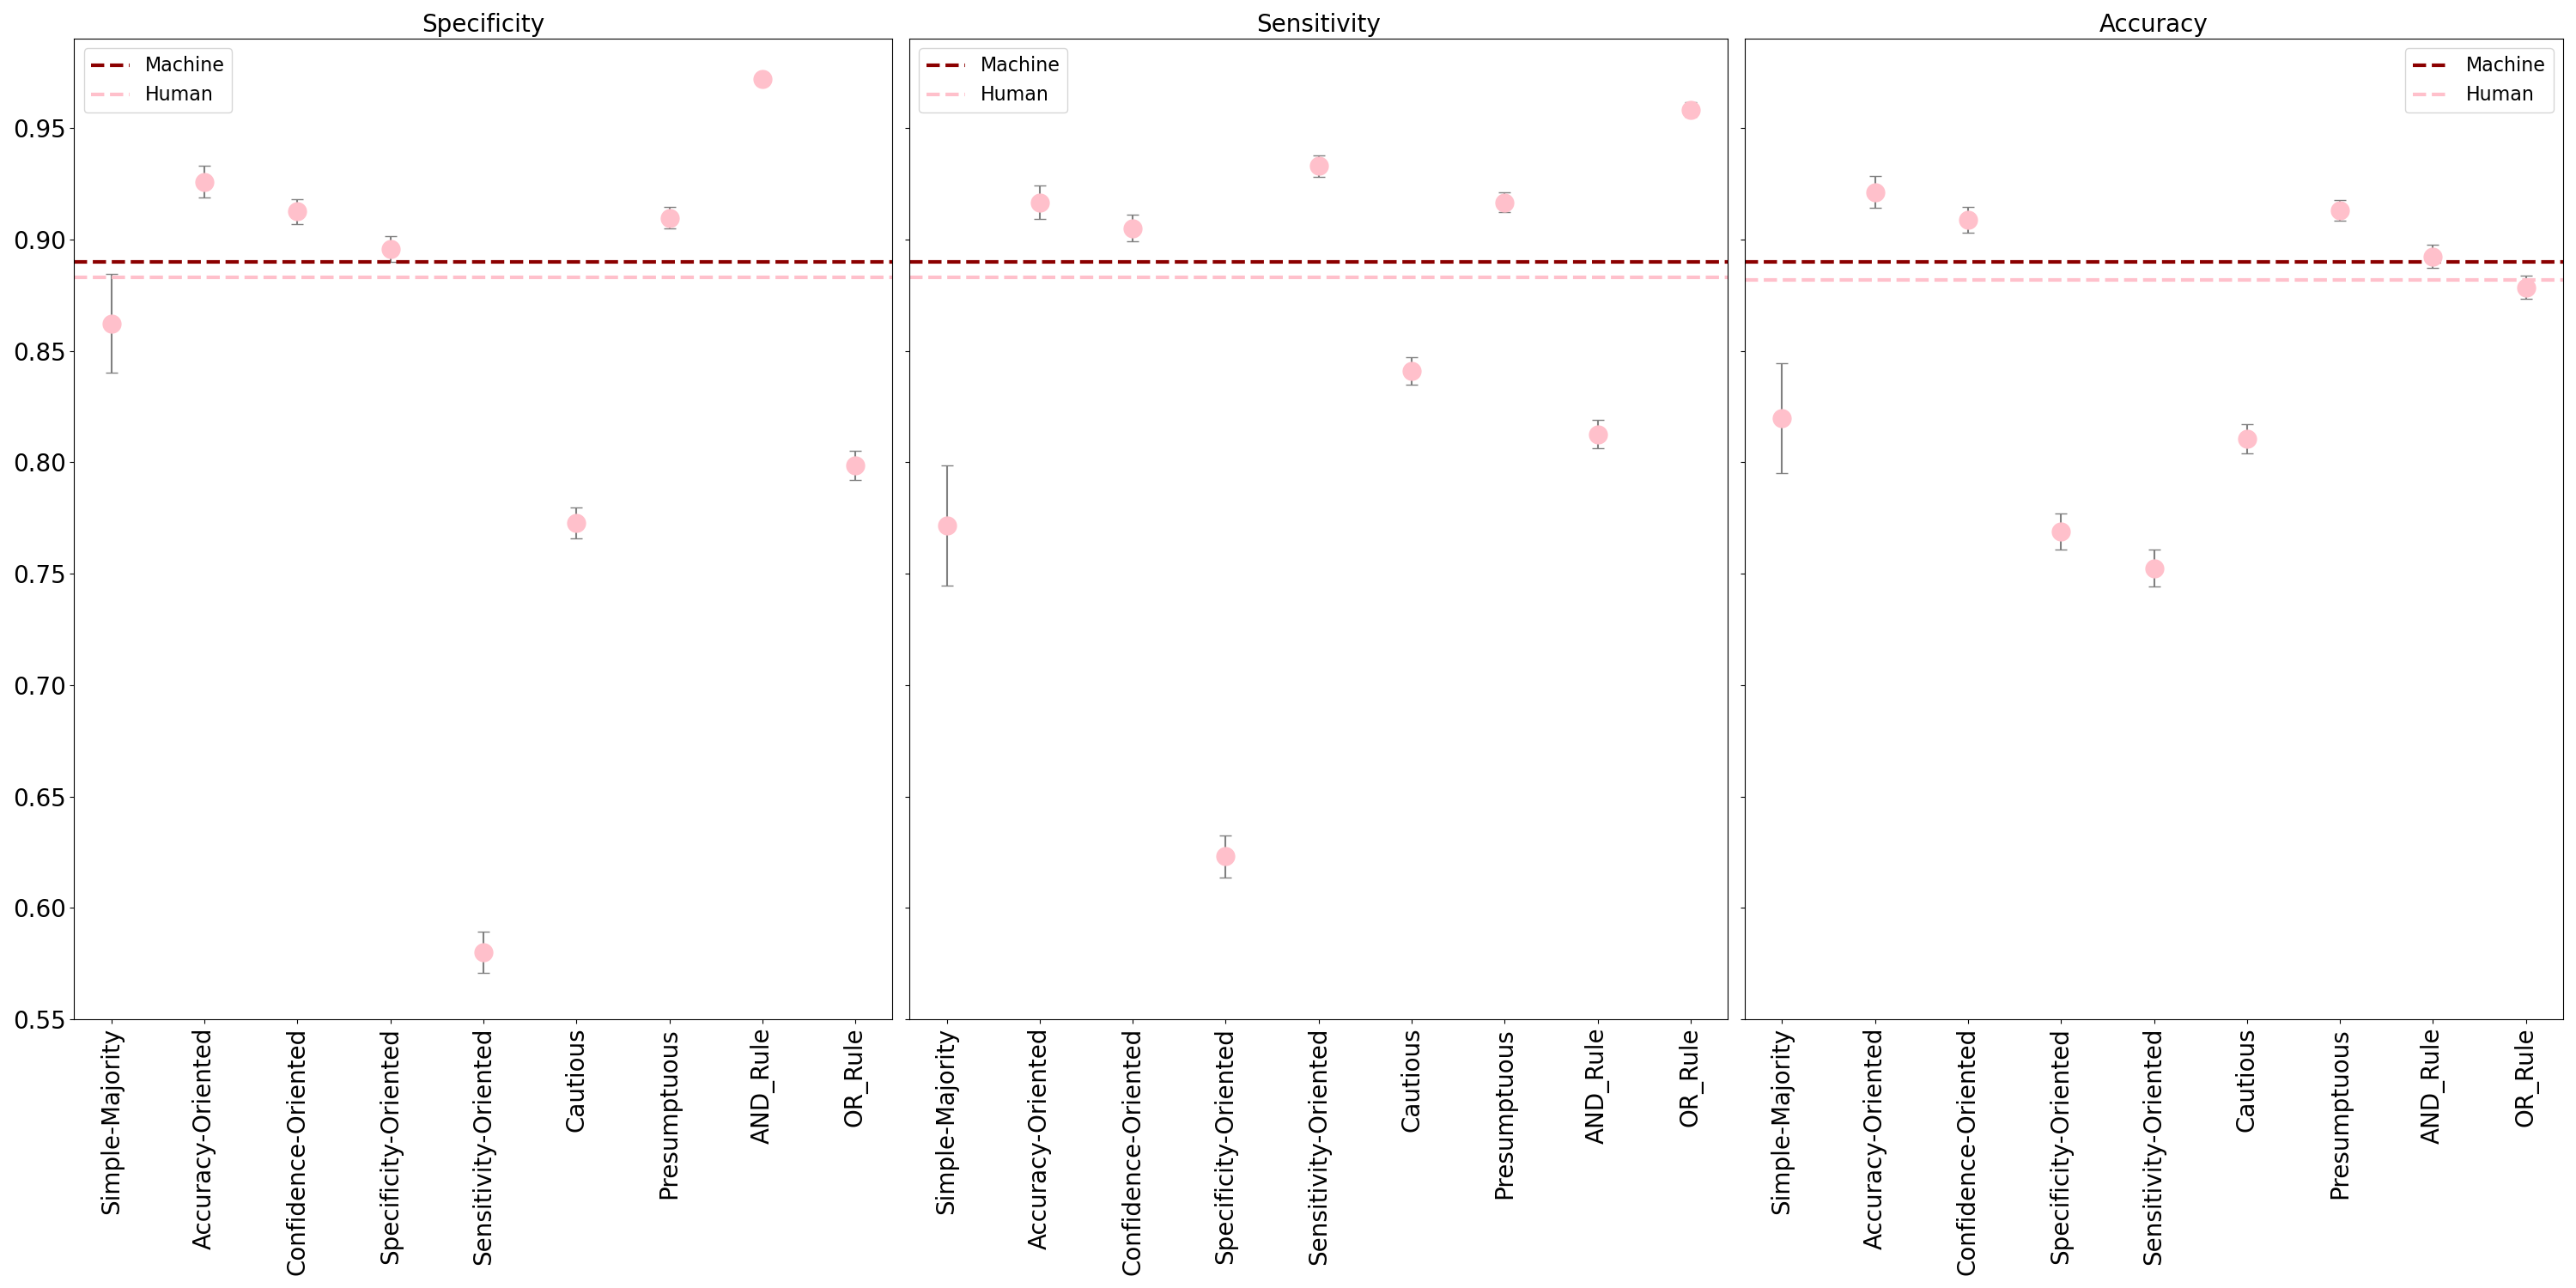 Specificity
Sensitivity
Accuracy
Machine
Human
Machine
Human
Machine
Human
0.95
0.90
0.85
0.80
0.75
0.70
0.65
0.60
0.55
Simple-Majority
Accuracy-Oriented
Confidence-Oriented
Specificity-Oriented
Sensitivity-Oriented
Cautious
Presumptuous
AND_Rule
OR_Rule
Simple-Majority
Accuracy-Oriented
Confidence-Oriented
Specificity-Oriented
Sensitivity-Oriented
Cautious
Presumptuous
AND_Rule
OR_Rule
Simple-Majority
Accuracy-Oriented
Confidence-Oriented
Specificity-Oriented
Sensitivity-Oriented
Cautious
Presumptuous
AND_Rule
OR_Rule